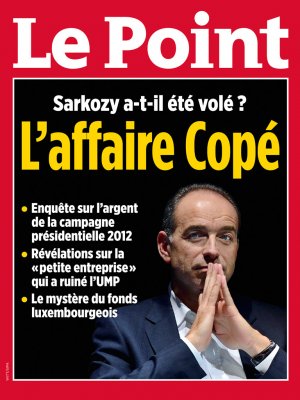 Le Point
Sarkozy a-t-il été volé ?
L’affaire Copé
● Enquête sur l’argent
de la campagne
présidentielle 2012
● Révélations sur la
« petite entreprise »
qui a ruiné l’UMP
● Le mystère du fonds
luxembourgeois